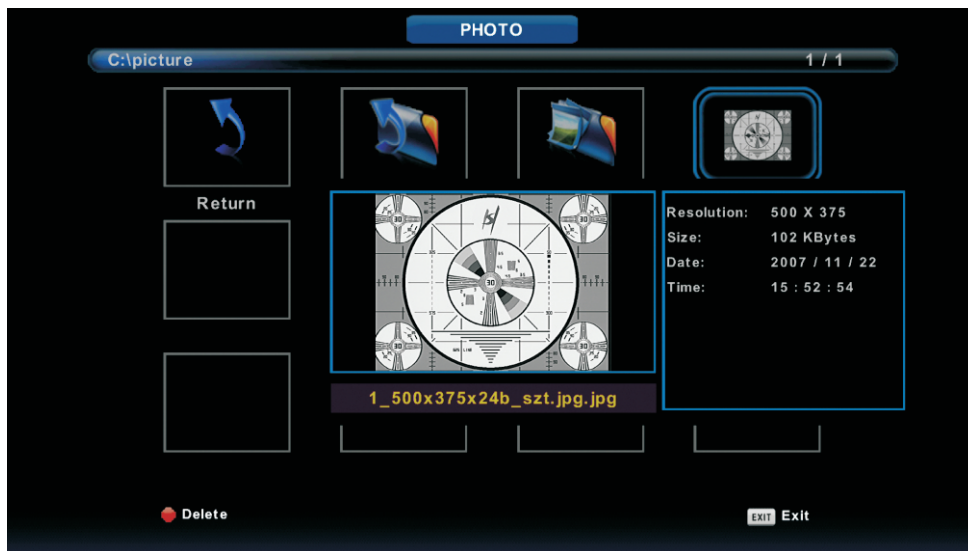 PHOTO
C:\picture 1 / 1
Return
Resolution: 500 X 375
Size: 102 KBytes
Date: 2007 / 11 / 22
Time: 15 : 52 : 54
30
1_500x375x24b_szt.jpg.jpg
Delete
EXIT Exit